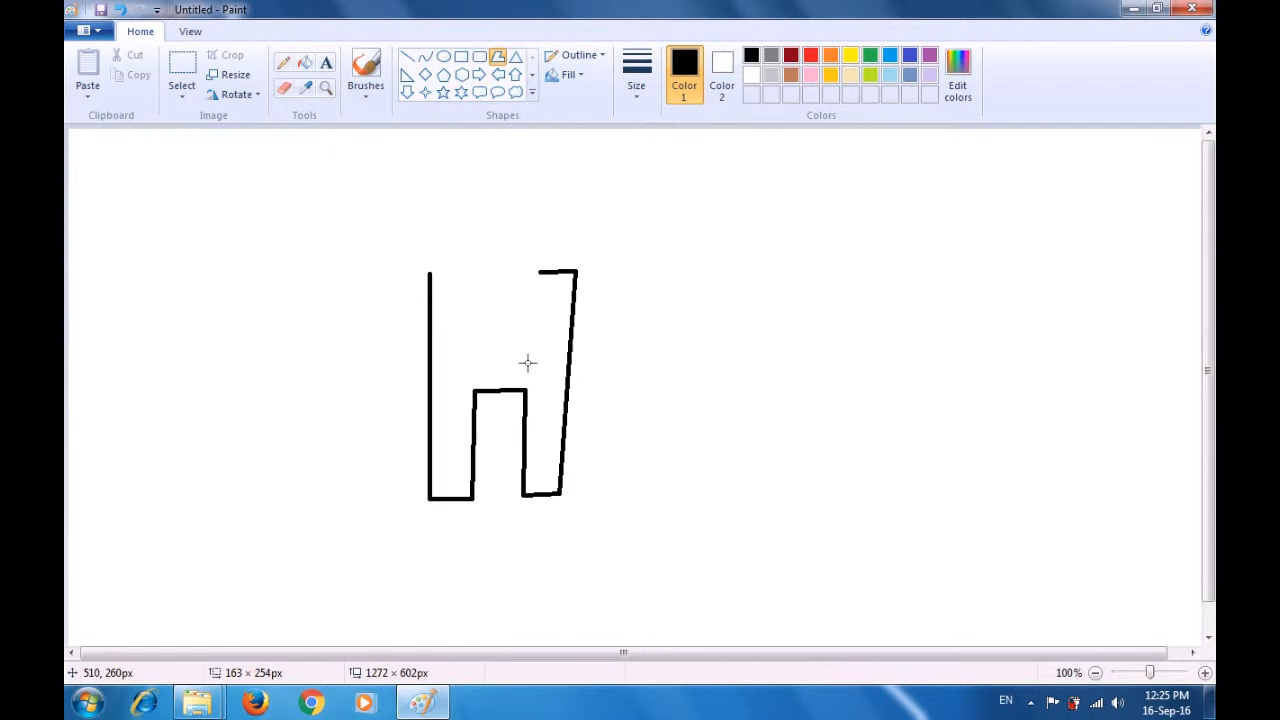 Untitled - Paint
Home
View
Paste
Cut
Copy
Clipboard
Select
Crop
Resize
Rotate
Image
Tools
Brushes
Shapes
Outline
Fill
Size
Color
1
Color
2
Edit
colors
Colors
510, 260px
163 × 254px
1272 × 602px
100%
EN
12:25 PM
16-Sep-16